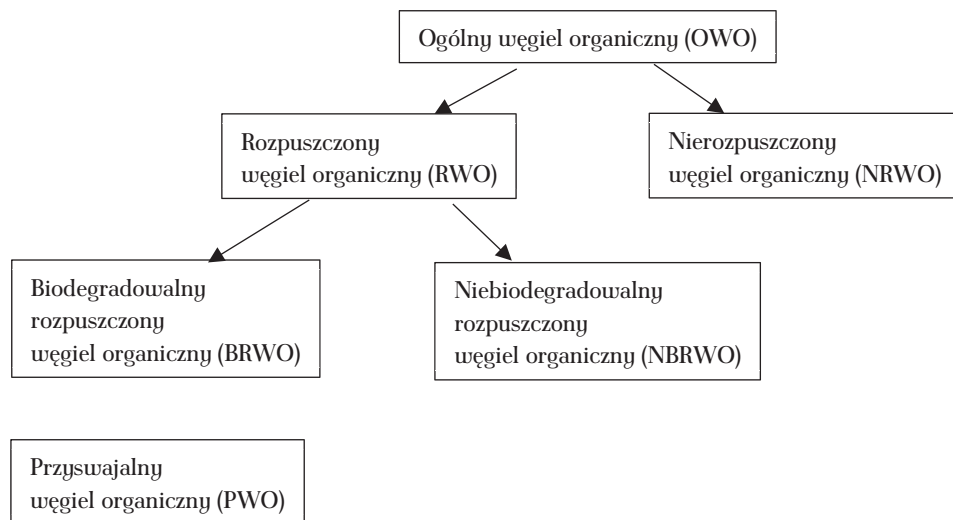 Ogólny węgiel organiczny (OWO)
Rozpuszczony
węgiel organiczny (RWO)
Nierozpuszczony
węgiel organiczny (NRWO)
Biodegradowalny
rozpuszczony
węgiel organiczny (BRWO)
Niebiodegradowalny
rozpuszczony
węgiel organiczny (NBRWO)
Przyswajalny
węgiel organiczny (PWO)